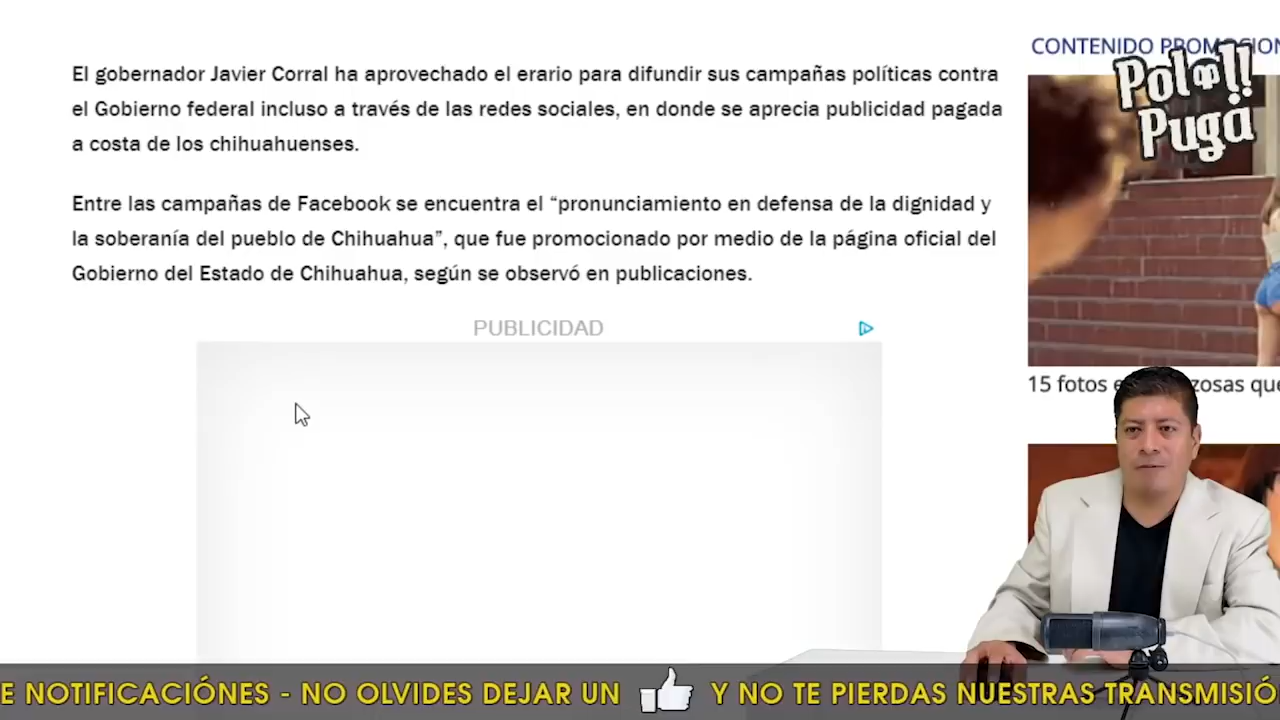 El gobernador Javier Corral ha aprovechado el erario para difundir sus campañas políticas contra
el Gobierno federal incluso a través de las redes sociales, en donde se aprecia publicidad pagada
a costa de los chihuahuenses.
Entre las campañas de Facebook se encuentra el “pronunciamiento en defensa de la dignidad y
la soberanía del pueblo de Chihuahua”, que fue promocionado por medio de la página oficial del
Gobierno del Estado de Chihuahua, según se observó en publicaciones.
PUBLICIDAD
CONTENIDO
Puga
15 fotos
que
E NOTIFICACIÓNES - NO OLVIDES DEJAR UN Y NO TE PIERDAS NUESTRAS TRANSMISIÓ